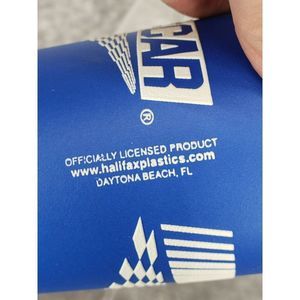 CAR
®
OFFICIALLY LICENSED PRODUCT
www.halifaxplastics.com
DAYTONA BEACH, FL